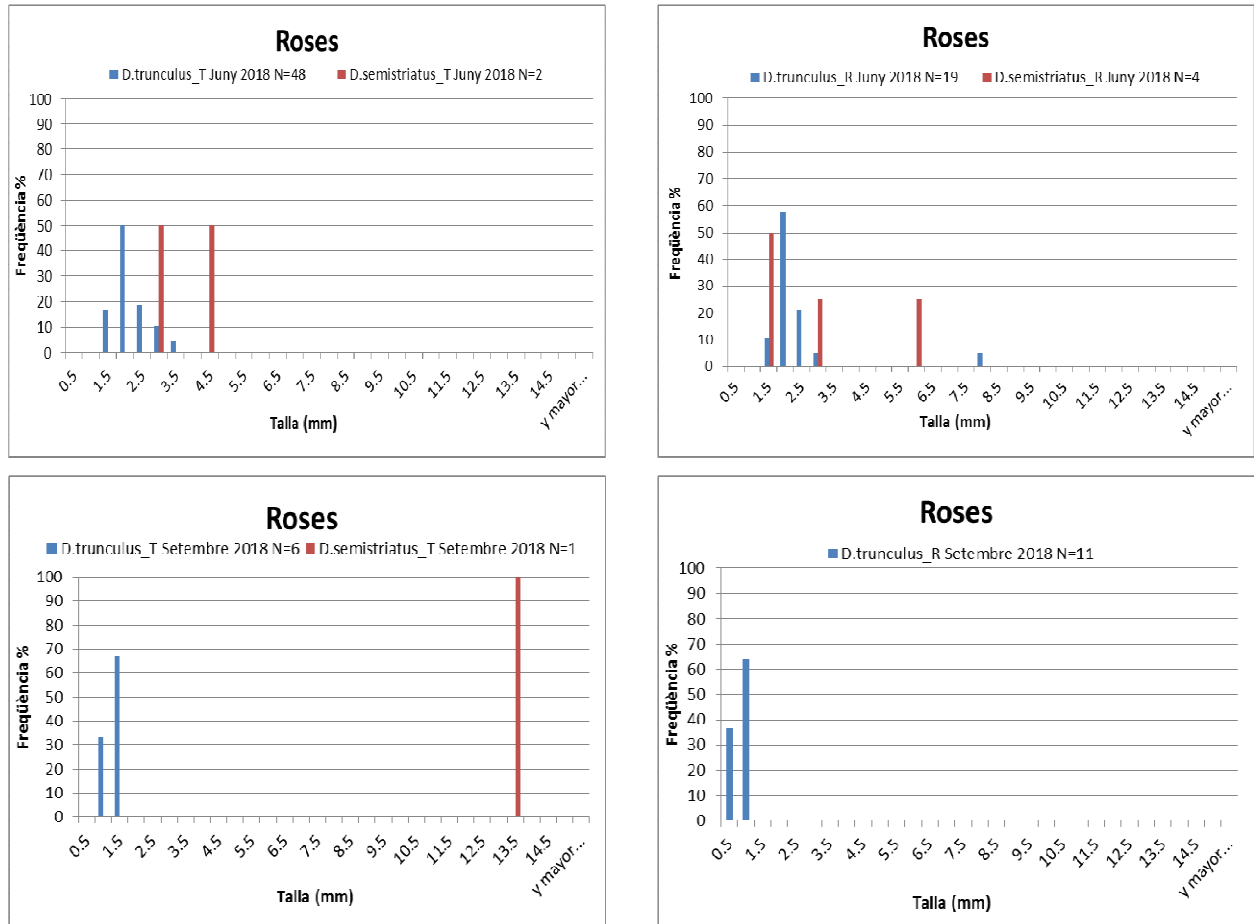 Roses
D.trunculus_T Juny 2018 N=48 D.semistriatus_T Juny 2018 N=2
100
90
80
70
60
50
40
30
20
10
0
Freqüència %
0.5 1.5 2.5 3.5 4.5 5.5 6.5 7.5 8.5 9.5 10.5 11.5 12.5 13.5 14.5 y mayor...
Talla (mm)
Roses
D.trunculus_R Juny 2018 N=19 D.semistriatus_R Juny 2018 N=4
100
90
80
70
60
50
40
30
20
10
0
Freqüència %
0.5 1.5 2.5 3.5 4.5 5.5 6.5 7.5 8.5 9.5 10.5 11.5 12.5 13.5 14.5 y mayor...
Talla (mm)
Roses
D.trunculus_T Setembre 2018 N=6 D.semistriatus_T Setembre 2018 N=1
100
90
80
70
60
50
40
30
20
10
0
Freqüència %
0.5 1.5 2.5 3.5 4.5 5.5 6.5 7.5 8.5 9.5 10.5 11.5 12.5 13.5 14.5 y mayor...
Talla (mm)
Roses
D.trunculus_R Setembre 2018 N=11
100
90
80
70
60
50
40
30
20
10
0
Freqüència %
0.5 1.5 2.5 3.5 4.5 5.5 6.5 7.5 8.5 9.5 10.5 11.5 12.5 13.5 14.5 y mayor...
Talla (mm)